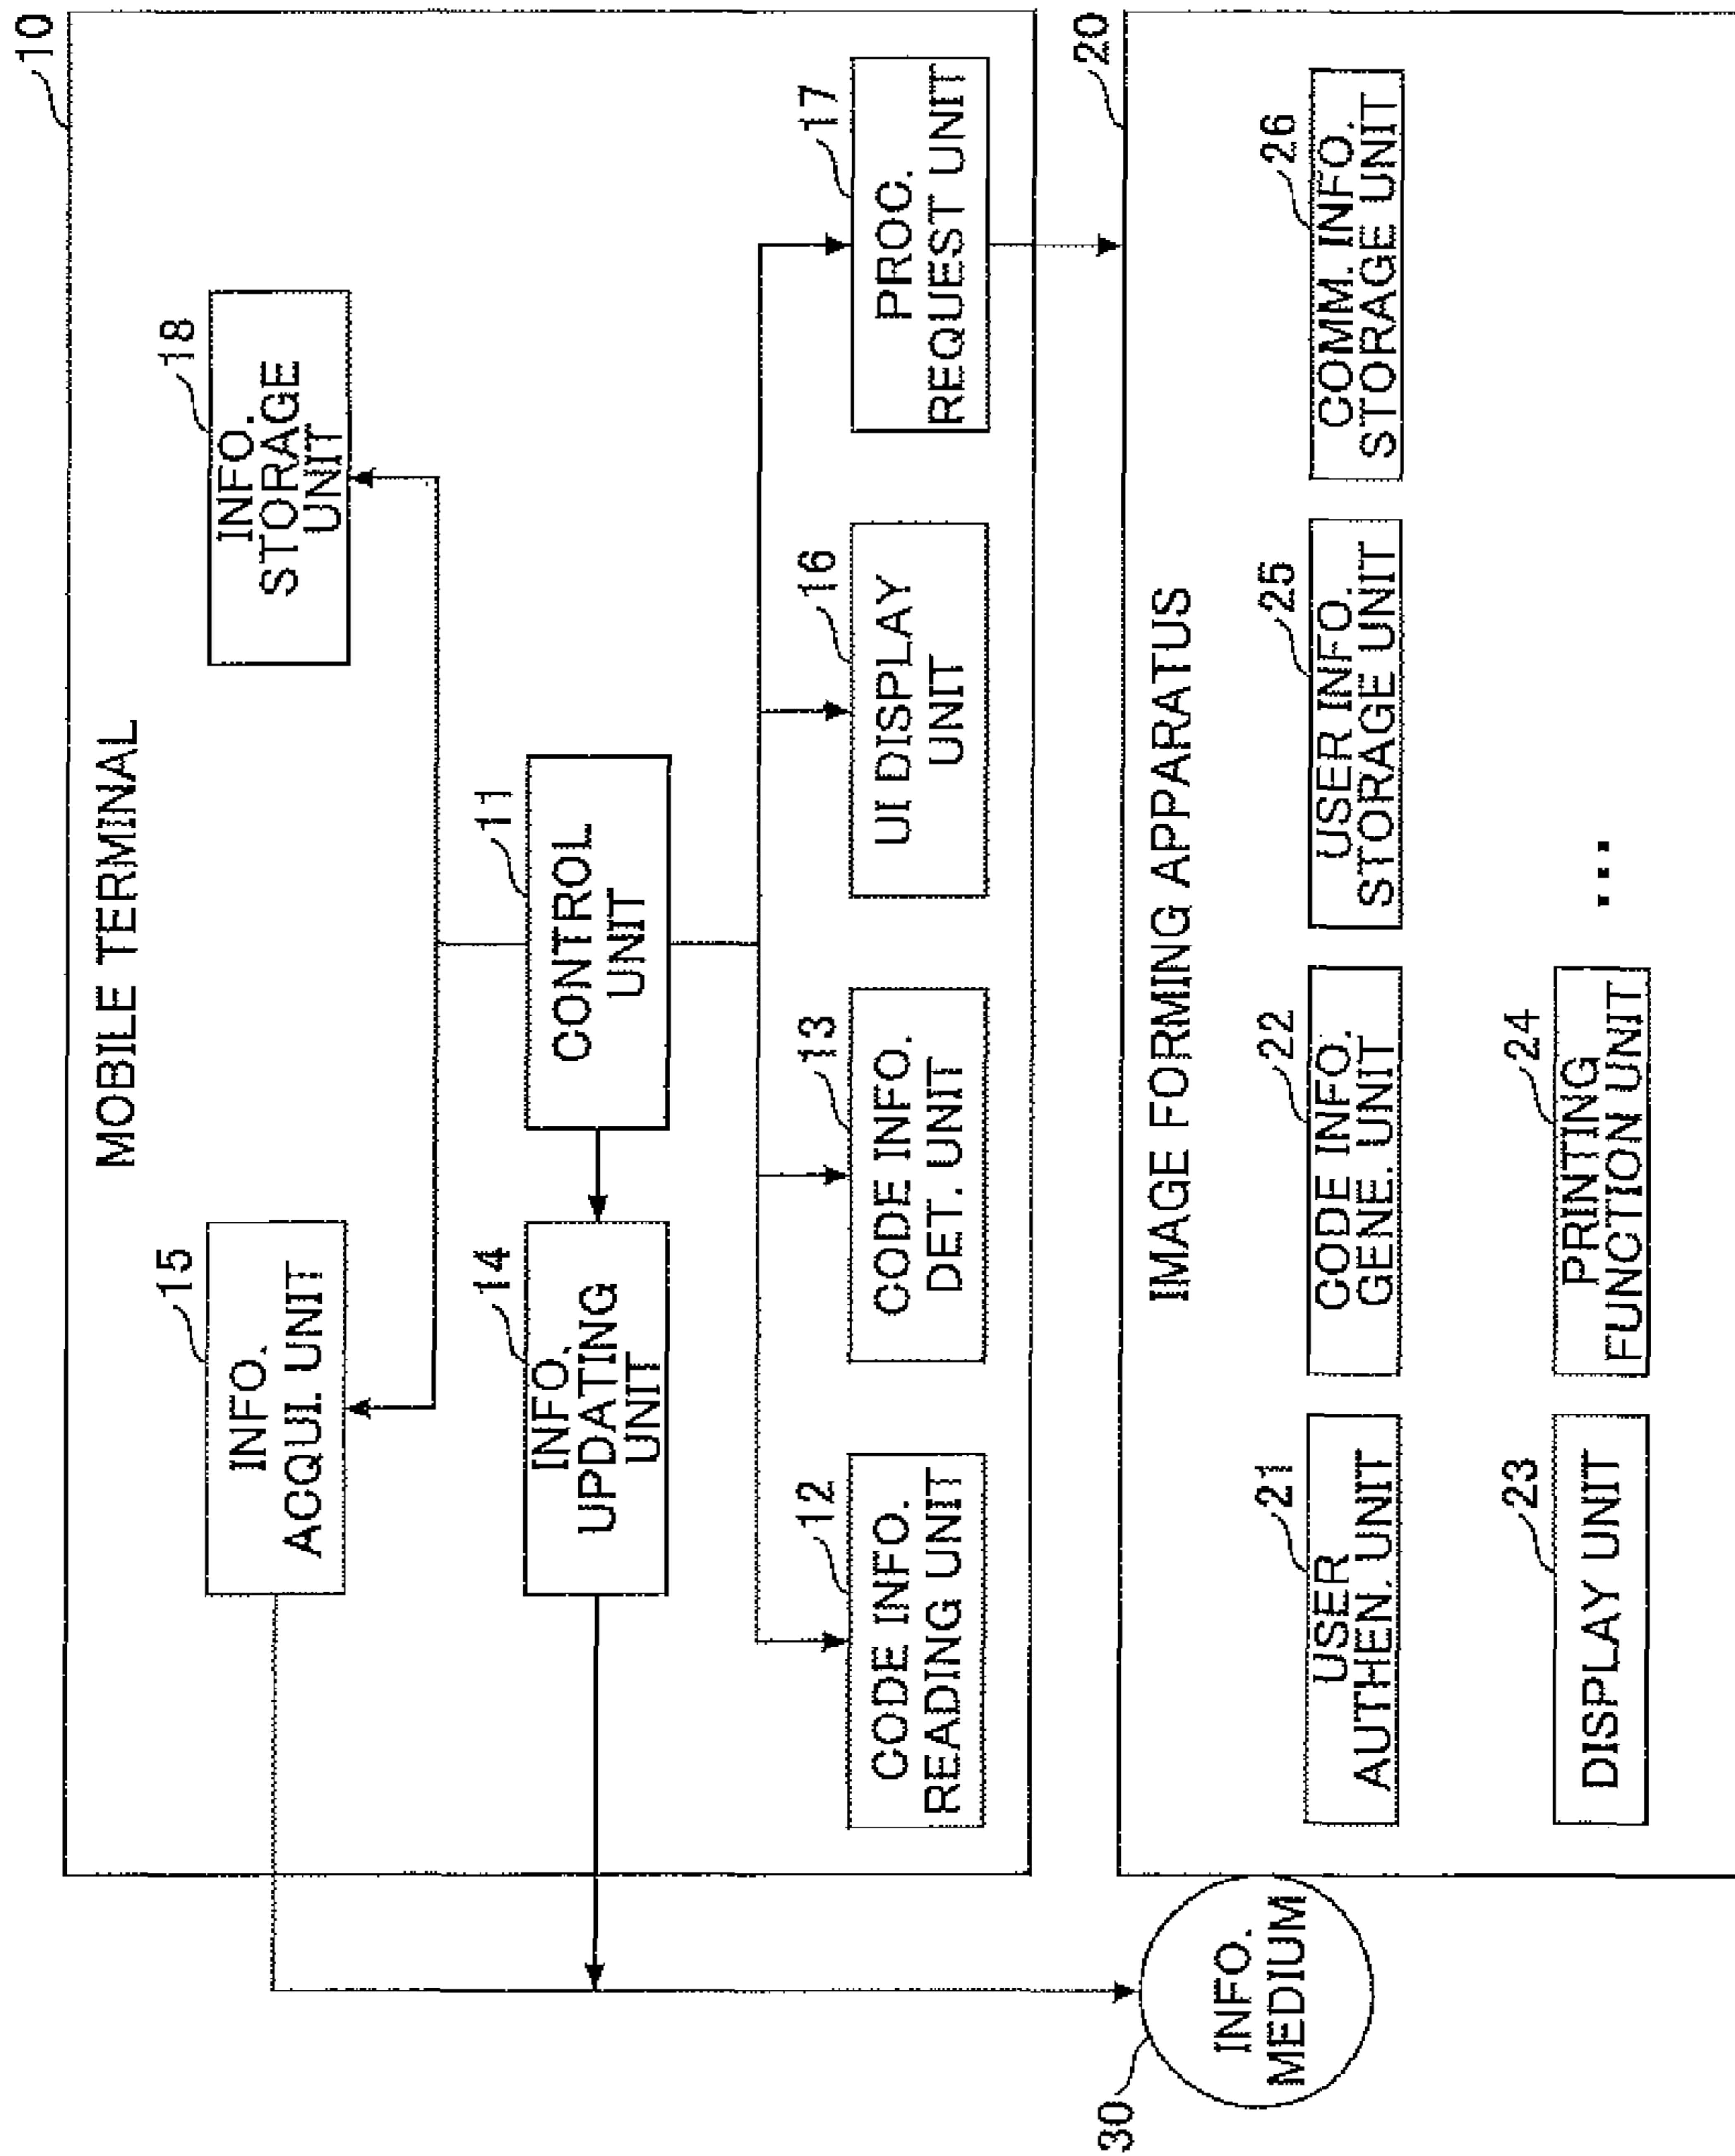 10
MOBILE TERMINAL
15
INFO.
ACQUI. UNIT
18
INFO.
STORAGE
UNIT
14
INFO.
UPDATING
UNIT
11
CONTROL
UNIT
12
CODE INFO.
READING UNIT
13
CODE INFO.
DET. UNIT
16
UI DISPLAY
UNIT
17
PROC.
REQUEST UNIT
30
INFO.
MEDIUM
20
IMAGE FORMING APPARATUS
21
USER
AUTHEN. UNIT
22
CODE INFO.
GENE. UNIT
25
USER INFO.
STORAGE UNIT
26
COMM. INFO.
STORAGE UNIT
23
DISPLAY UNIT
24
PRINTING
FUNCTION UNIT
...